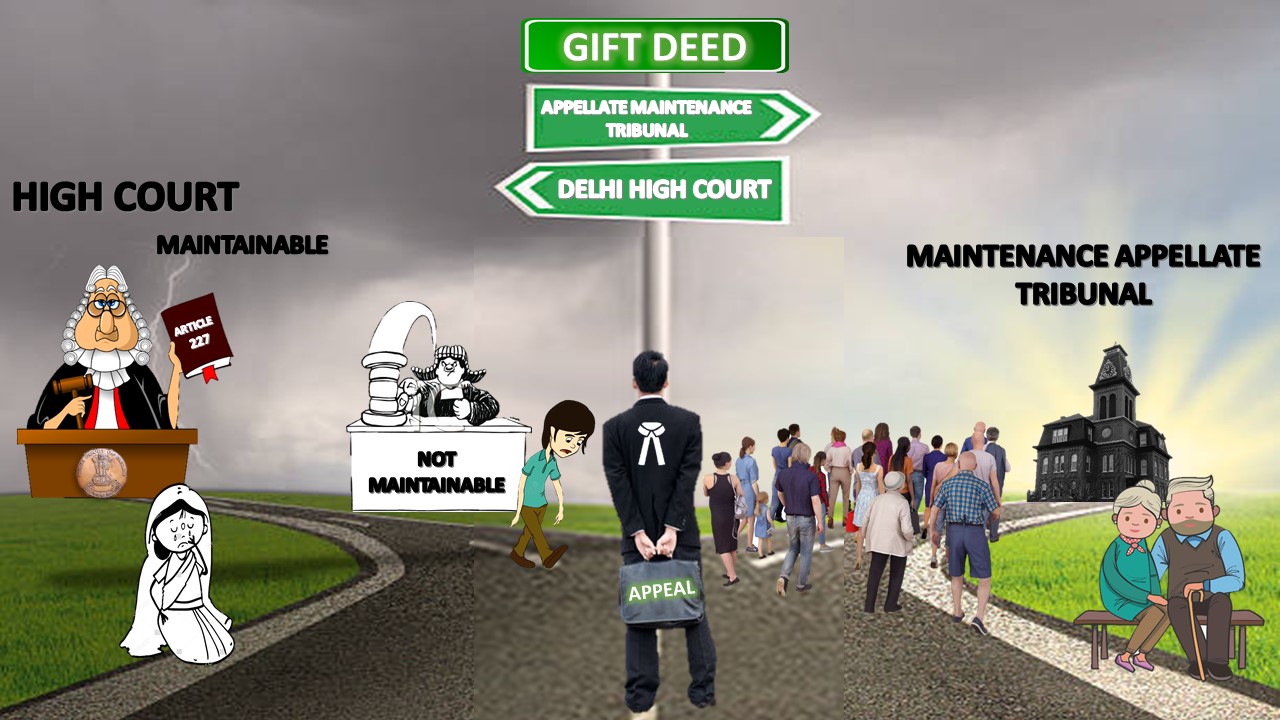 GIFT DEED
APPELLATE MAINTENANCE
TRIBUNAL
DELHI HIGH COURT
HIGH COURT
MAINTAINABLE
ARTICLE
227
NOT
MAINTAINABLE
APPEAL
MAINTENANCE APPELLATE
TRIBUNAL